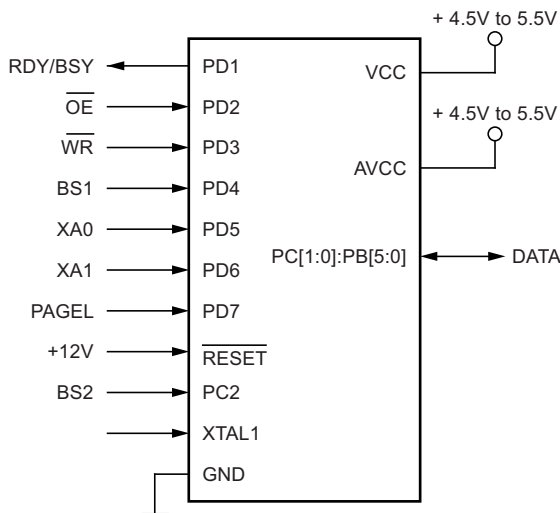 + 4.5V to 5.5V
RDY/BSY PD1 VCC
OE PD2
+ 4.5V to 5.5V
WR PD3
BS1 PD4 AVCC
XA0 PD5
PC[1:0]:PB[5:0] DATA
XA1 PD6
PAGEL PD7
+12V RESET
BS2 PC2
XTAL1
GND